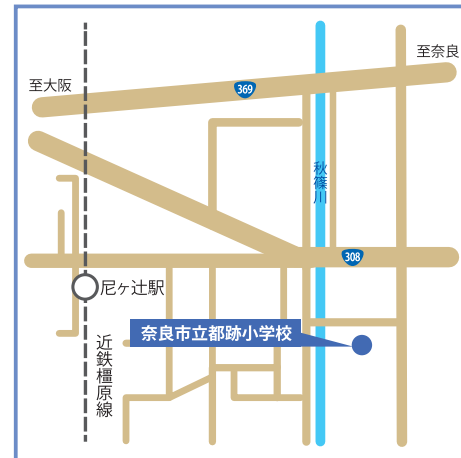 至奈良
至大阪
369
秋篠川
308
尼ヶ辻駅
奈良市立都跡小学校
近鉄橿原線